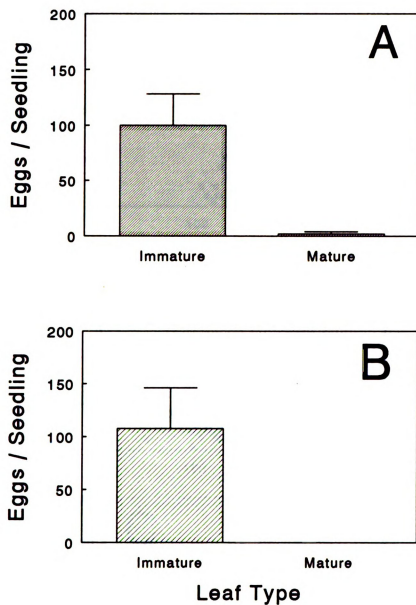 200
A
150
100
50
0
Eggs / Seedling
Immature Mature
200
B
150
100
50
0
Eggs / Seedling
Immature Mature
Leaf Type